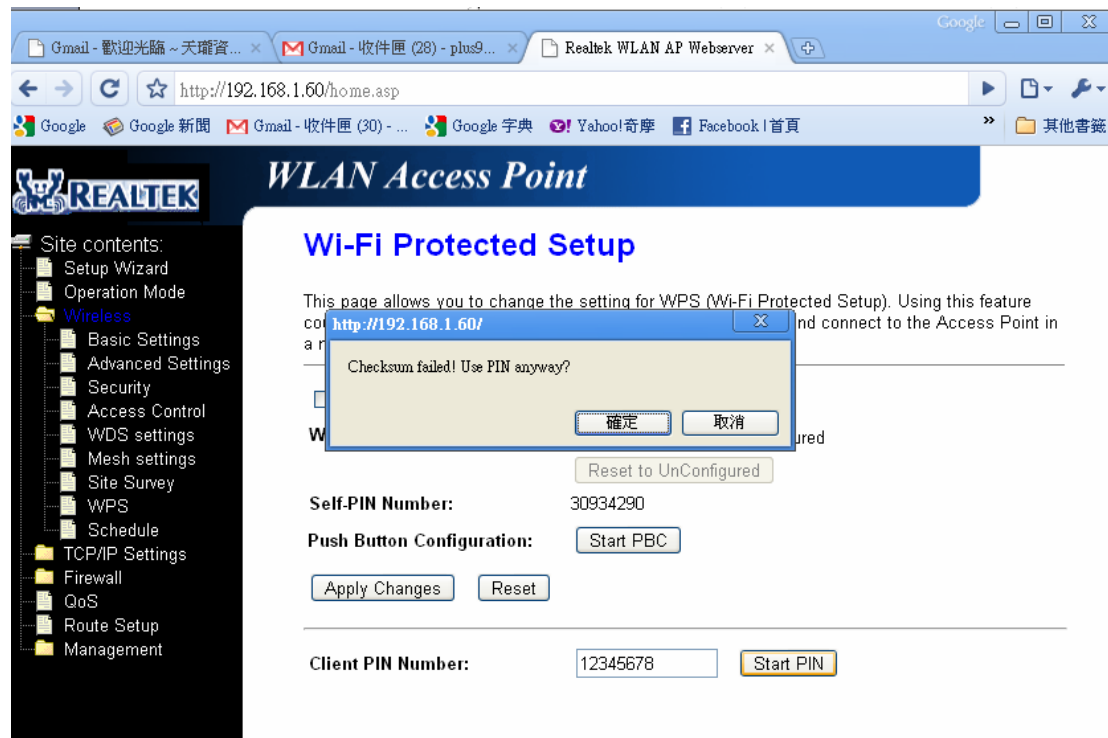 Google
Gmail - 歡迎光臨 ~ 天瓏資...
Gmail - 收件匣 (28) - plus9...
Realtek WLAN AP Webserver
http://192.168.1.60/home.asp
Google
Google 新聞
Gmail - 收件匣 (30) - ...
Google 字典
Yahoo!奇摩
Facebook | 首頁
»
其他書籤
REALTEK
WLAN Access Point
Site contents:
Setup Wizard
Operation Mode
Wireless
Basic Settings
Advanced Settings
Security
Access Control
WDS settings
Mesh settings
Site Survey
WPS
Schedule
TCP/IP Settings
Firewall
QoS
Route Setup
Management
Wi-Fi Protected Setup
This page allows you to change the setting for WPS (Wi-Fi Protected Setup). Using this feature
connect to the Access Point in
http://192.168.1.60/
Checksum failed! Use PIN anyway?
確定
取消
Reset to UnConfigured
Self-PIN Number: 30934290
Push Button Configuration: Start PBC
Apply Changes Reset
Client PIN Number: 12345678 Start PIN